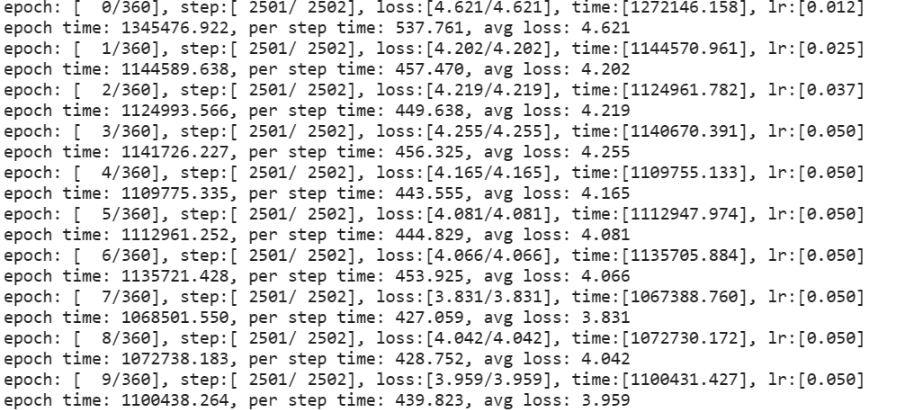 epoch: [  0/360], step:[ 2501/ 2502], loss:[4.621/4.621], time:[1272146.158], lr:[0.012]
epoch time: 1345476.922, per step time: 537.761, avg loss: 4.621
epoch: [  1/360], step:[ 2501/ 2502], loss:[4.202/4.202], time:[1144570.961], lr:[0.025]
epoch time: 1144589.638, per step time: 457.470, avg loss: 4.202
epoch: [  2/360], step:[ 2501/ 2502], loss:[4.219/4.219], time:[1124961.782], lr:[0.037]
epoch time: 1124993.566, per step time: 449.638, avg loss: 4.219
epoch: [  3/360], step:[ 2501/ 2502], loss:[4.255/4.255], time:[1140670.391], lr:[0.050]
epoch time: 1141726.227, per step time: 456.325, avg loss: 4.255
epoch: [  4/360], step:[ 2501/ 2502], loss:[4.165/4.165], time:[1109755.133], lr:[0.050]
epoch time: 1109775.335, per step time: 443.555, avg loss: 4.165
epoch: [  5/360], step:[ 2501/ 2502], loss:[4.081/4.081], time:[1112947.974], lr:[0.050]
epoch time: 1112961.252, per step time: 444.829, avg loss: 4.081
epoch: [  6/360], step:[ 2501/ 2502], loss:[4.066/4.066], time:[1135705.884], lr:[0.050]
epoch time: 1135721.428, per step time: 453.925, avg loss: 4.066
epoch: [  7/360], step:[ 2501/ 2502], loss:[3.831/3.831], time:[1067388.760], lr:[0.050]
epoch time: 1068501.550, per step time: 427.059, avg loss: 3.831
epoch: [  8/360], step:[ 2501/ 2502], loss:[4.042/4.042], time:[1072730.172], lr:[0.050]
epoch time: 1072738.183, per step time: 428.752, avg loss: 4.042
epoch: [  9/360], step:[ 2501/ 2502], loss:[3.959/3.959], time:[1100431.427], lr:[0.050]
epoch time: 1100438.264, per step time: 439.823, avg loss: 3.959